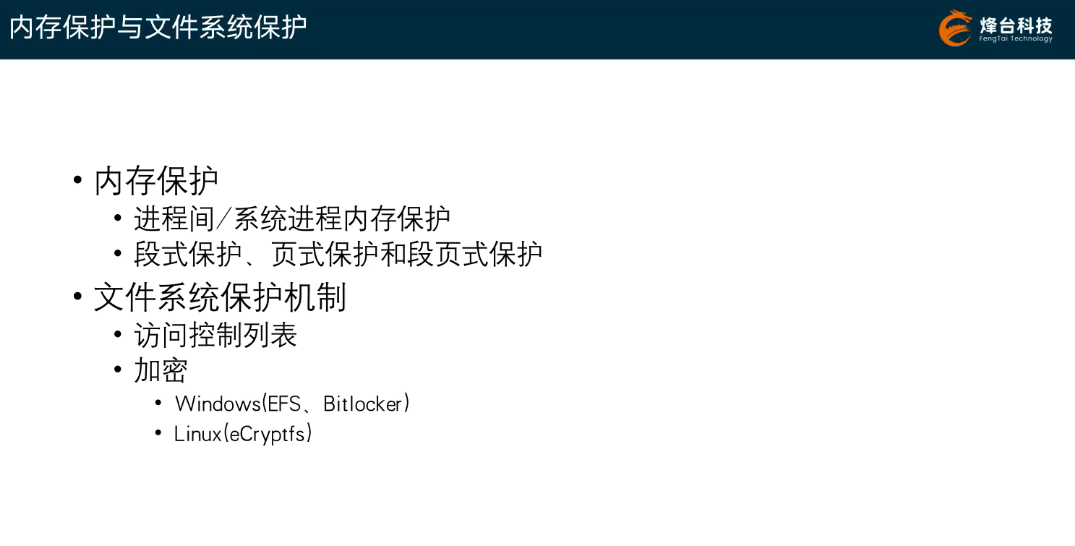 内存保护与文件系统保护
烽台科技
FengTai Technology
• 内存保护
• 进程间/系统进程内存保护
• 段式保护、页式保护和段页式保护
• 文件系统保护机制
• 访问控制列表
• 加密
• Windows(EFS、Bitlocker)
• Linux(eCryptfs)